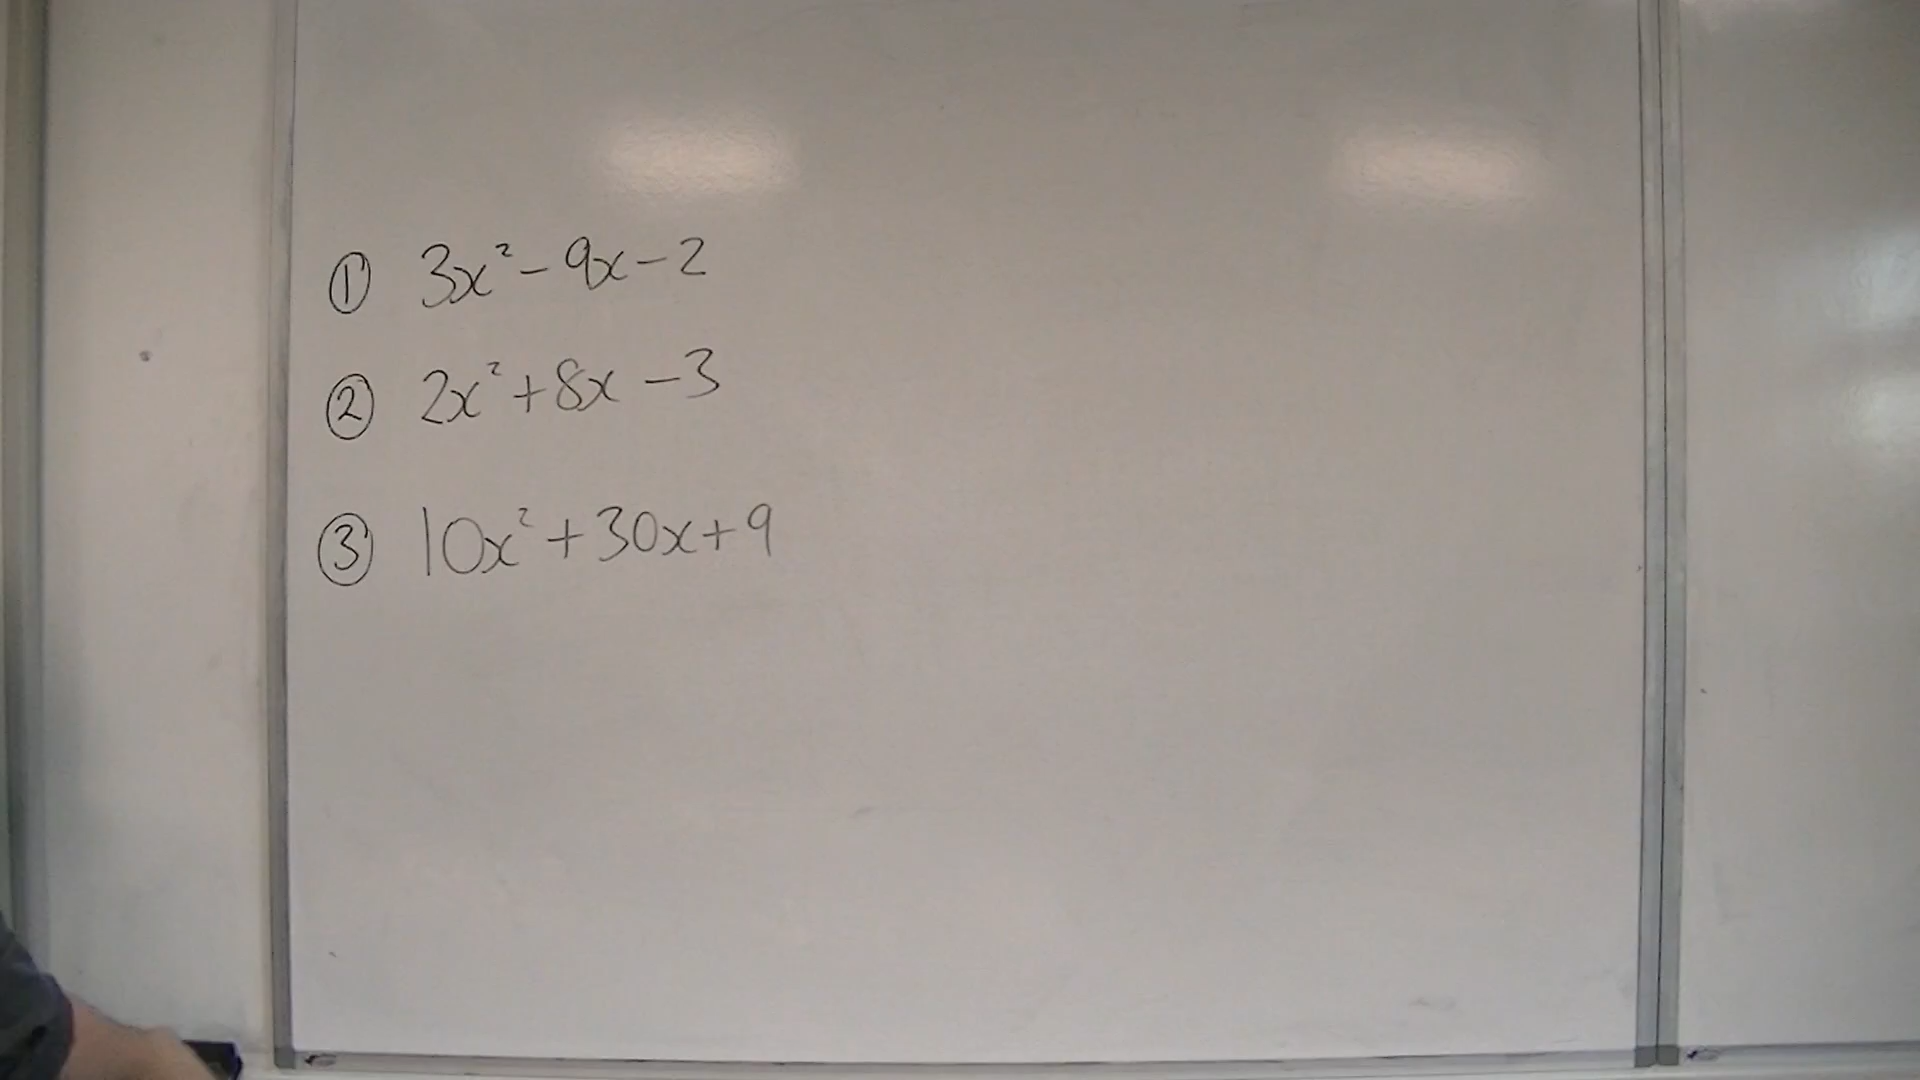 ① 3x² - 9x - 2
② 2x² + 8x - 3
③ 10x² + 30x + 9